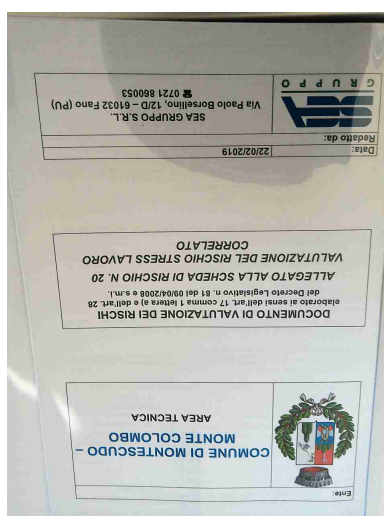 Ente:
COMUNE DI MONTESCUDO –
MONTE COLOMBO
AREA TECNICA
DOCUMENTO DI VALUTAZIONE DEI RISCHI
elaborato ai sensi dell'art. 17 comma 1 lettera a) e dell'art. 28
del Decreto Legislativo n. 81 del 09/04/2008 e s.m.i.
ALLEGATO ALLA SCHEDA DI RISCHIO N. 20
VALUTAZIONE DEL RISCHIO STRESS LAVORO
CORRELATO
Data: 22/02/2019
Redatto da:
SEA
GRUPPO
SEA GRUPPO S.R.L.
Via Paolo Borsellino, 12/D – 61032 Fano (PU)
☎ 0721 860053